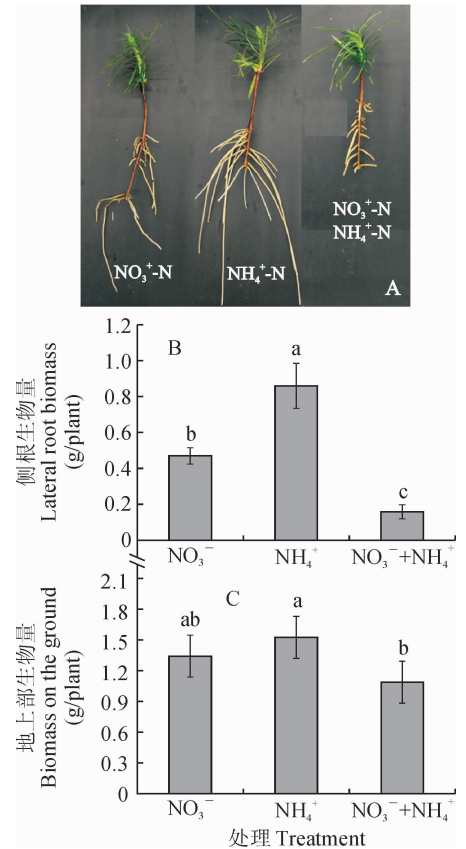 NO₃⁺-N
NH₄⁺-N
NO₃⁺-N
NH₄⁺-N
A
B
侧根生物量
Lateral root biomass
(g/plant)
1.2
1.0
0.8
0.6
0.4
0.2
0
b
a
c
NO₃⁻
NH₄⁺
NO₃⁻+NH₄⁺
C
地上部生物量
Biomass on the ground
(g/plant)
2.1
1.8
1.5
1.2
0.9
0.6
0.3
0
ab
a
b
NO₃⁻
NH₄⁺
NO₃⁻+NH₄⁺
处理 Treatment